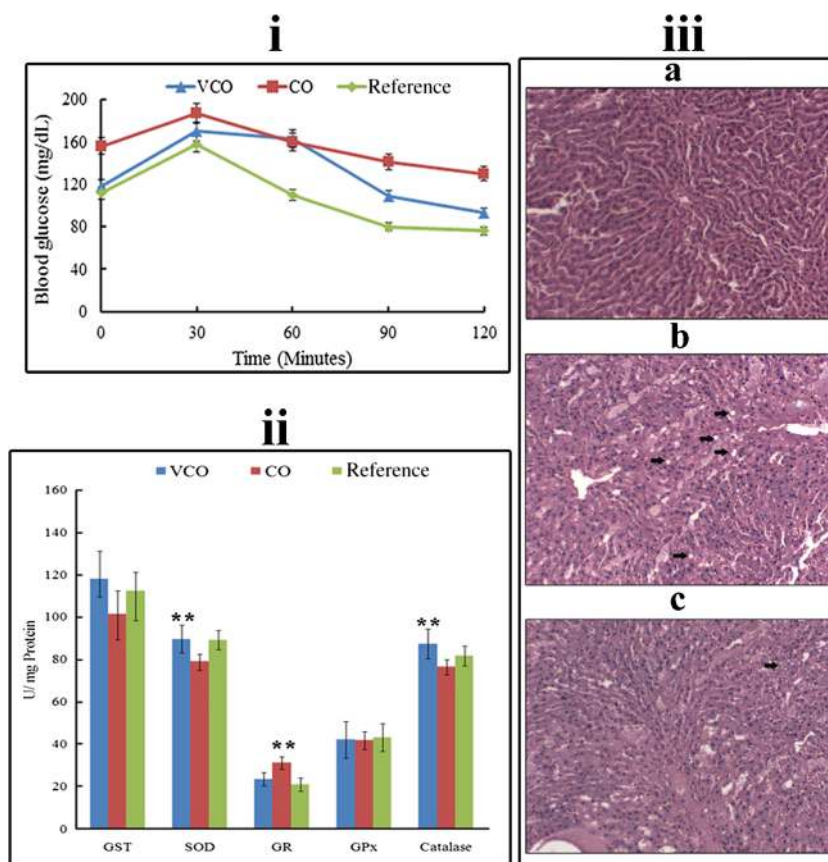 i
VCO CO Reference
200
160
120
80
40
0
0 30 60 90 120
Blood glucose (mg/dL)
Time (Minutes)
ii
VCO CO Reference
160
140
120
100
80
60
40
20
0
U/ mg Protein
**
**
**
GST SOD GR GPx Catalase
iii
a
b
c